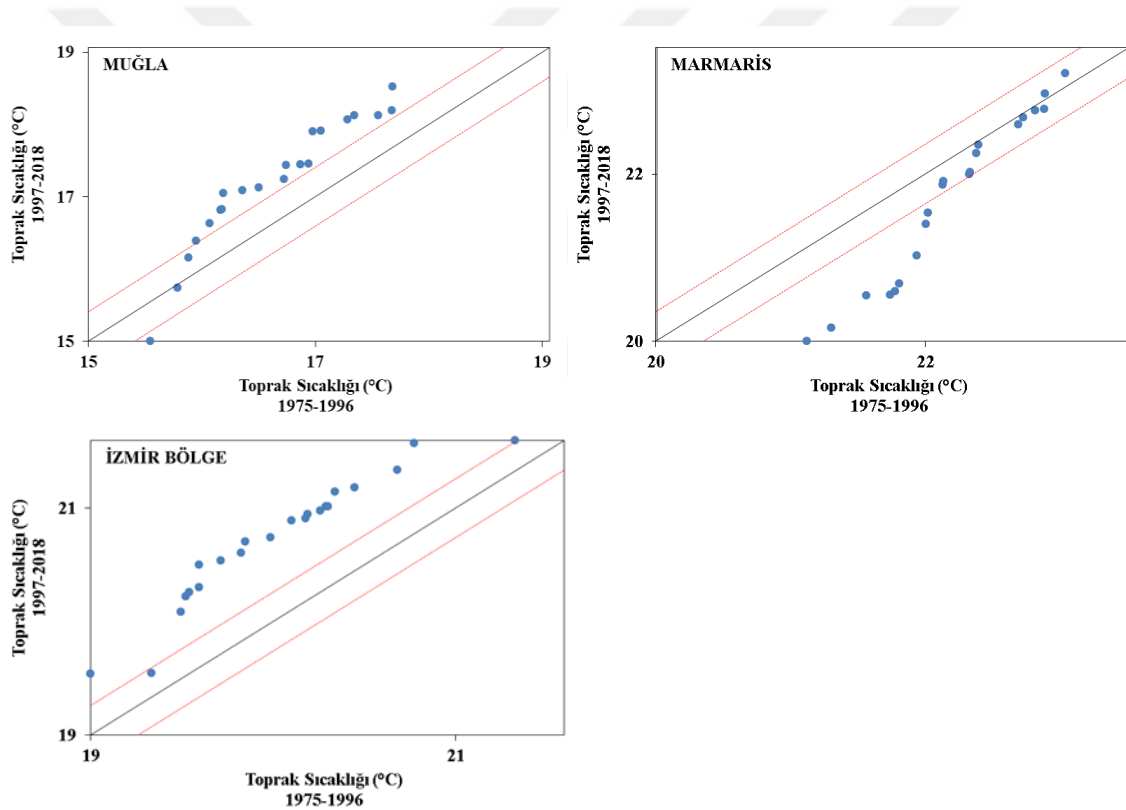 MUĞLA
19
17
15
15
17
19
Toprak Sıcaklığı (°C)
1997-2018
Toprak Sıcaklığı (°C)
1975-1996
MARMARİS
22
20
20
22
Toprak Sıcaklığı (°C)
1997-2018
Toprak Sıcaklığı (°C)
1975-1996
İZMİR BÖLGE
21
19
19
21
Toprak Sıcaklığı (°C)
1997-2018
Toprak Sıcaklığı (°C)
1975-1996